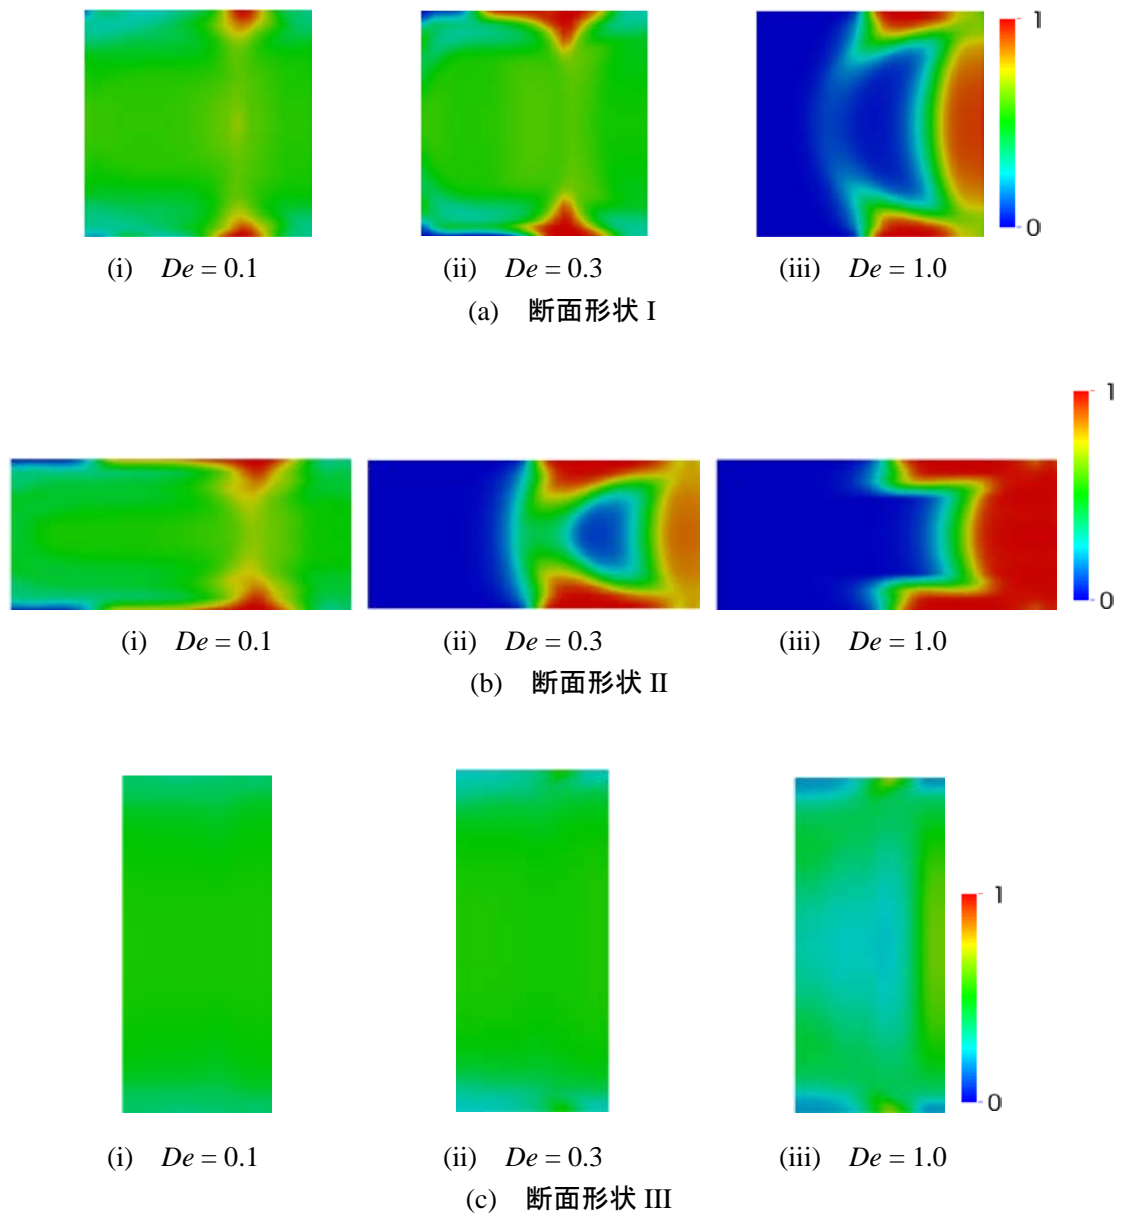 1
0
(i) De = 0.1 (ii) De = 0.3 (iii) De = 1.0
(a) 断面形状 I
1
0
(i) De = 0.1 (ii) De = 0.3 (iii) De = 1.0
(b) 断面形状 II
1
0
(i) De = 0.1 (ii) De = 0.3 (iii) De = 1.0
(c) 断面形状 III